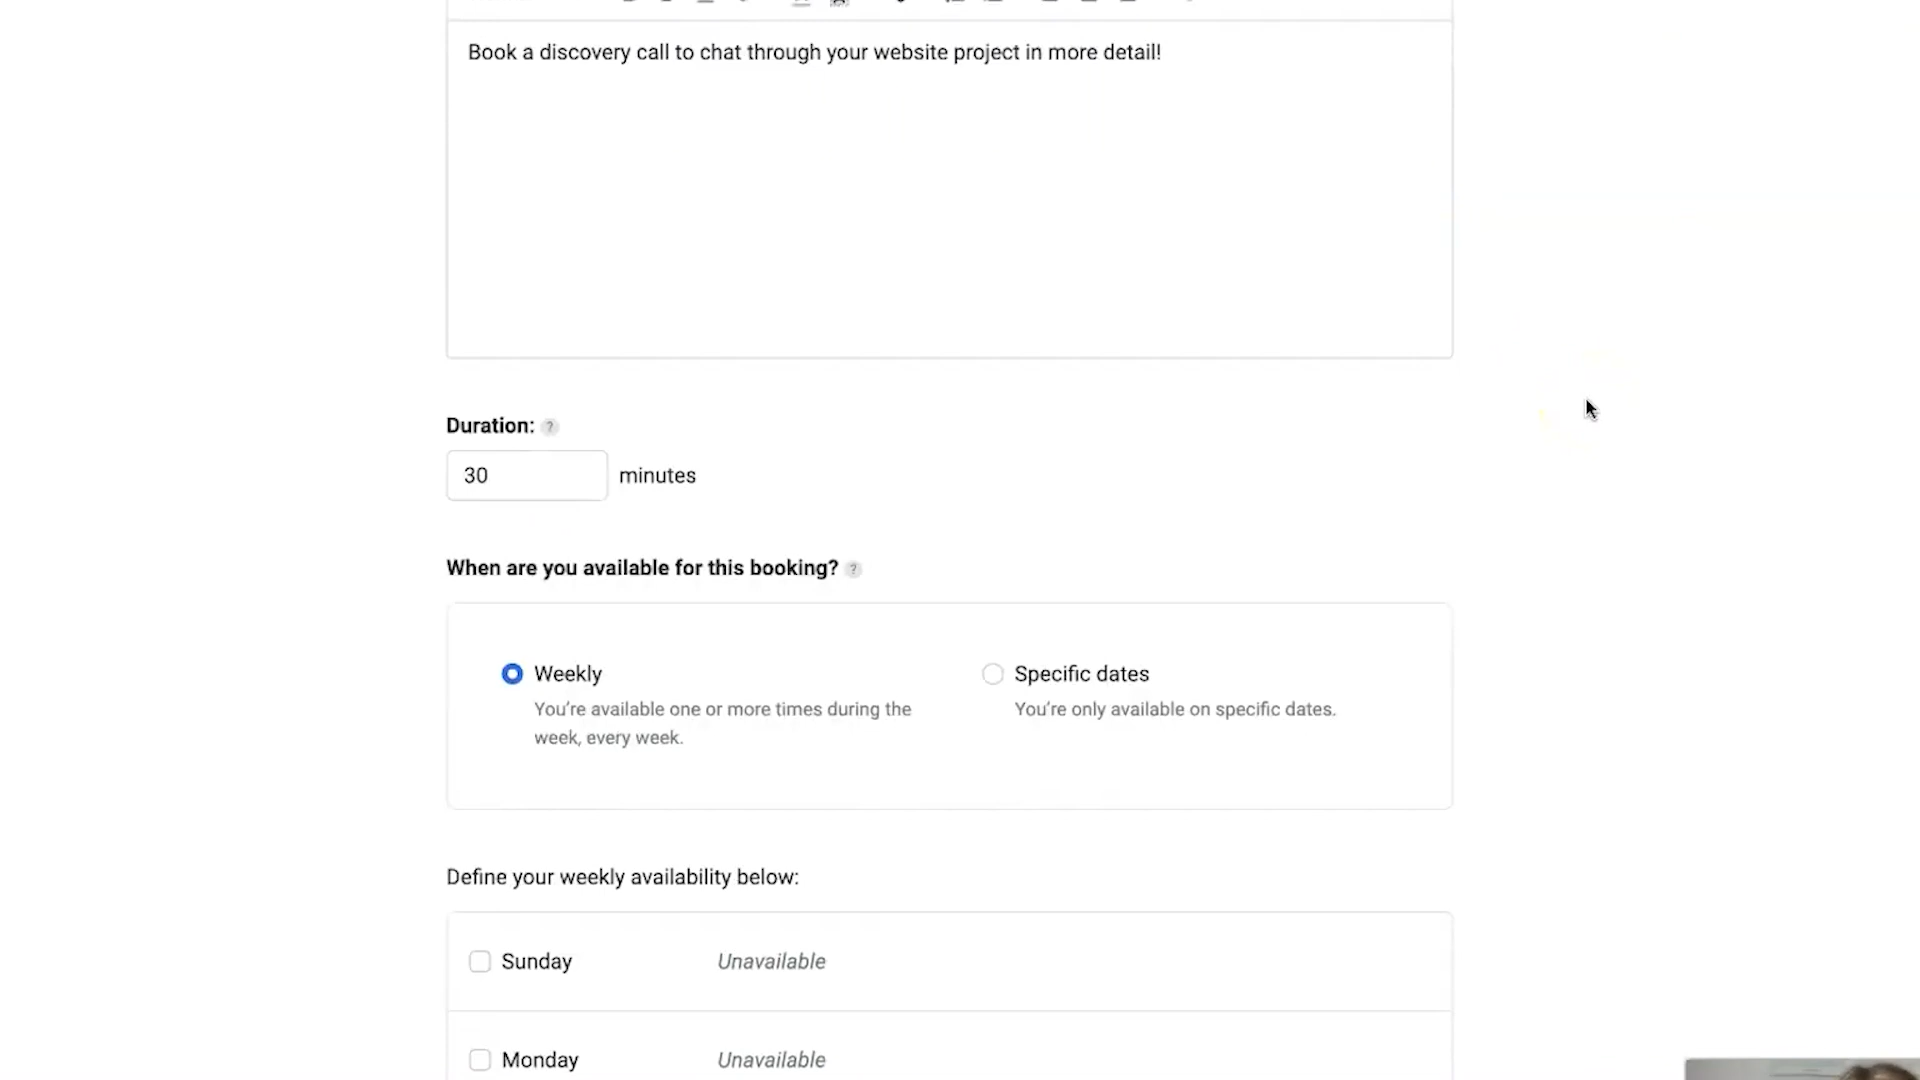 Book a discovery call to chat through your website project in more detail!
Duration: ?
30 minutes
When are you available for this booking? ?
Weekly
You're available one or more times during the
week, every week.
Specific dates
You're only available on specific dates.
Define your weekly availability below:
Sunday Unavailable
Monday Unavailable